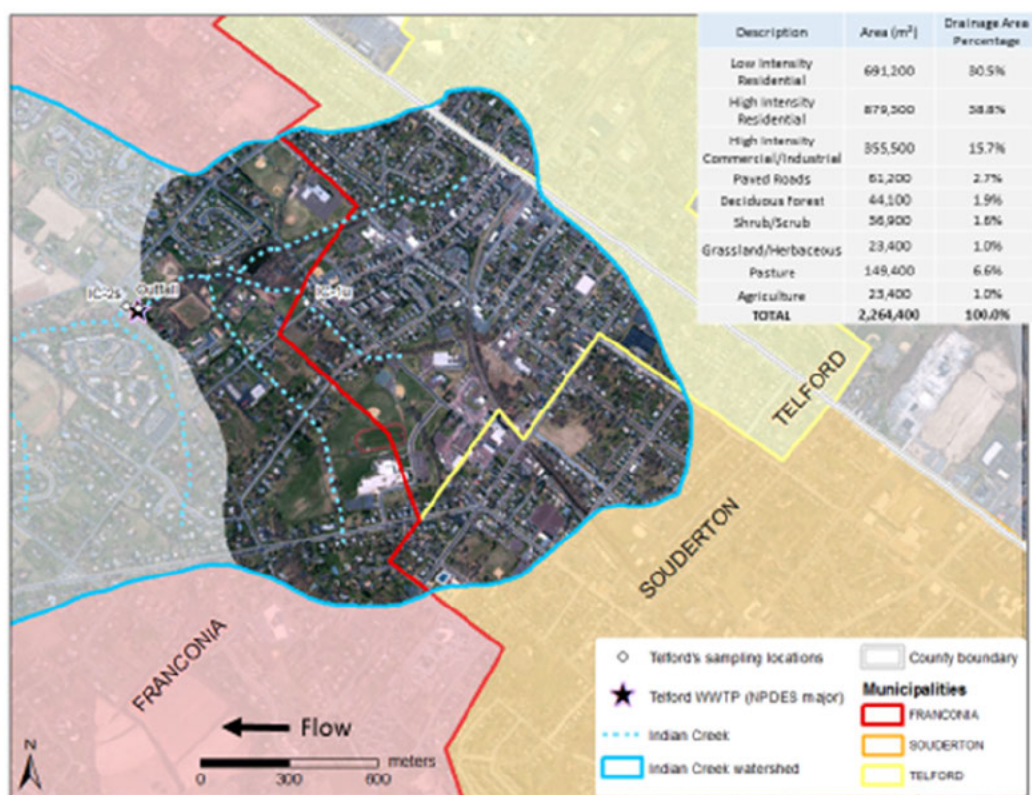 Description Area (m²) Drainage Area Percentage
Low Intensity Residential 691,200 30.5%
High Intensity Residential 879,300 38.8%
High Intensity Commercial/Industrial 355,500 15.7%
Paved Roads 61,200 2.7%
Deciduous Forest 44,100 1.9%
Shrub/Scrub 36,900 1.6%
Grassland/Herbaceous 23,400 1.0%
Pasture 149,400 6.6%
Agriculture 23,400 1.0%
TOTAL 2,264,400 100.0%
Outfall
TELFORD
SOUDERTON
FRANCONIA
Flow
N
0 300 600 meters
Telford's sampling locations
Telford WWTP (NPDES major)
Indian Creek
Indian Creek watershed
County boundary
Municipalities
FRANCONIA
SOUDERTON
TELFORD